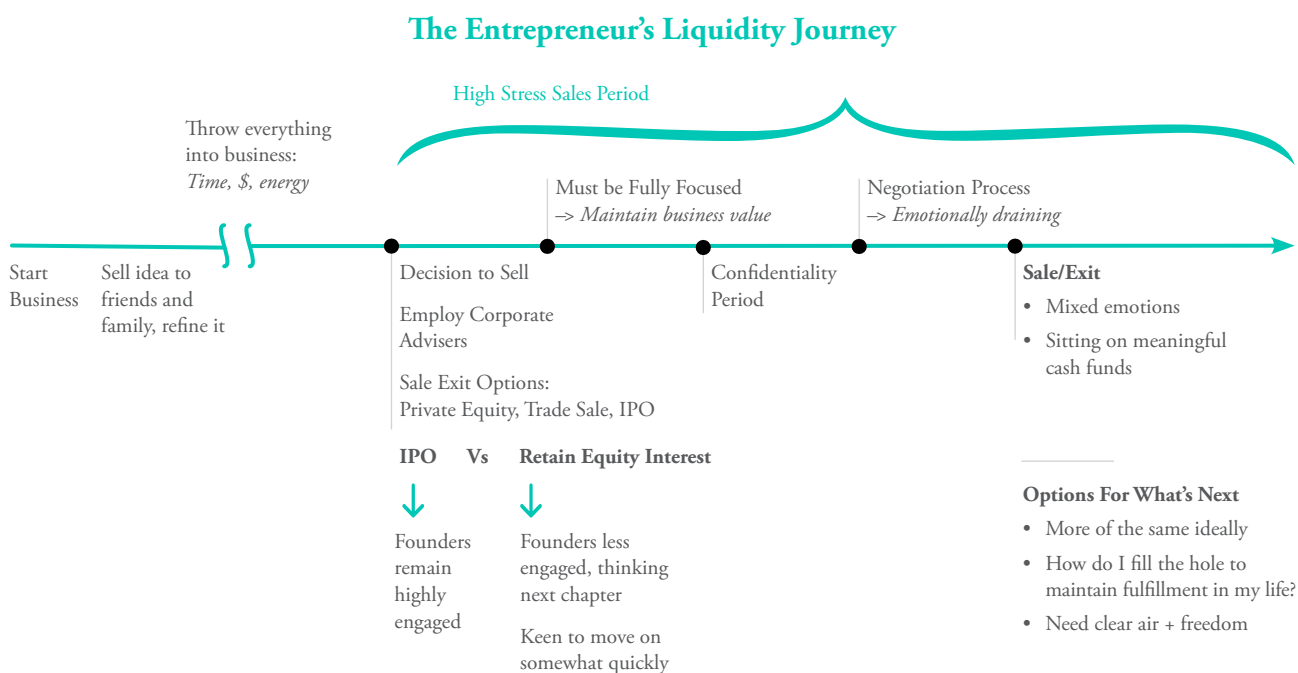 The Entrepreneur’s Liquidity Journey
High Stress Sales Period
Throw everything
into business:
Time, $, energy
Must be Fully Focused
–> Maintain business value
Negotiation Process
–> Emotionally draining
Start
Business
Sell idea to
friends and
family, refine it
Decision to Sell
Employ Corporate
Advisers
Sale Exit Options:
Private Equity, Trade Sale, IPO
Confidentiality
Period
Sale/Exit
• Mixed emotions
• Sitting on meaningful
cash funds
IPO Vs Retain Equity Interest
Founders
remain
highly
engaged
Founders less
engaged, thinking
next chapter
Keen to move on
somewhat quickly
Options For What’s Next
• More of the same ideally
• How do I fill the hole to
maintain fulfillment in my life?
• Need clear air + freedom